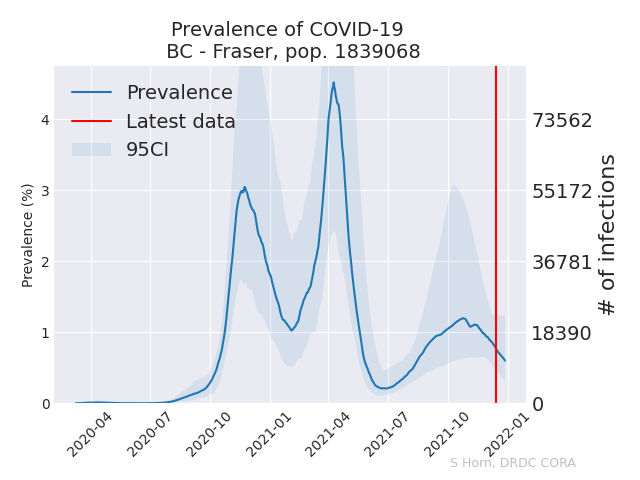 Prevalence of COVID-19
BC - Fraser, pop. 1839068
Prevalence
Latest data
95CI
Prevalence (%)
4
3
2
1
0
73562
55172
36781
18390
0
# of infections
2020-04
2020-07
2020-10
2021-01
2021-04
2021-07
2021-10
2022-01
S Horn, DRDC CORA